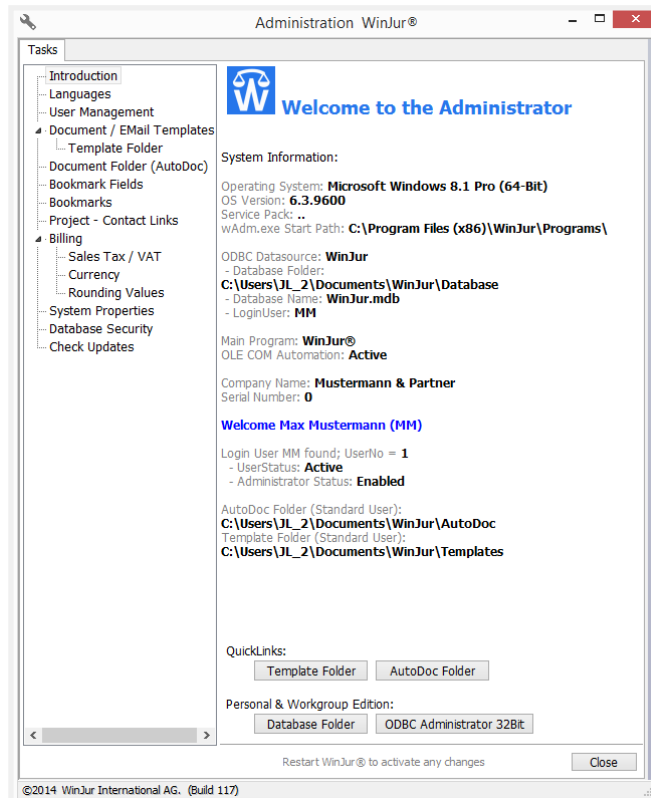 Administration WinJur®
Tasks
Introduction
Languages
User Management
Document / EMail Templates
Template Folder
Document Folder (AutoDoc)
Bookmark Fields
Bookmarks
Project - Contact Links
Billing
Sales Tax / VAT
Currency
Rounding Values
System Properties
Database Security
Check Updates
W
Welcome to the Administrator
System Information:
Operating System: Microsoft Windows 8.1 Pro (64-Bit)
OS Version: 6.3.9600
Service Pack: ..
wAdm.exe Start Path: C:\Program Files (x86)\WinJur\Programs\
ODBC Datasource: WinJur
- Database Folder:
C:\Users\JL_2\Documents\WinJur\Database
- Database Name: WinJur.mdb
- LoginUser: MM
Main Program: WinJur®
OLE COM Automation: Active
Company Name: Mustermann & Partner
Serial Number: 0
Welcome Max Mustermann (MM)
Login User MM found; UserNo = 1
- UserStatus: Active
- Administrator Status: Enabled
AutoDoc Folder (Standard User):
C:\Users\JL_2\Documents\WinJur\AutoDoc
Template Folder (Standard User):
C:\Users\JL_2\Documents\WinJur\Templates
QuickLinks:
Template Folder AutoDoc Folder
Personal & Workgroup Edition:
Database Folder ODBC Administrator 32Bit
Restart WinJur® to activate any changes Close
©2014 WinJur International AG. (Build 117)